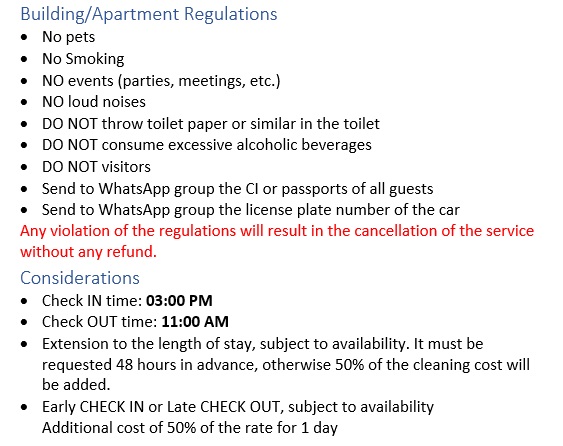 Building/Apartment Regulations
• No pets
• No Smoking
• NO events (parties, meetings, etc.)
• NO loud noises
• DO NOT throw toilet paper or similar in the toilet
• DO NOT consume excessive alcoholic beverages
• DO NOT visitors
• Send to WhatsApp group the CI or passports of all guests
• Send to WhatsApp group the license plate number of the car
Any violation of the regulations will result in the cancellation of the service
without any refund.
Considerations
• Check IN time: 03:00 PM
• Check OUT time: 11:00 AM
• Extension to the length of stay, subject to availability. It must be
requested 48 hours in advance, otherwise 50% of the cleaning cost will
be added.
• Early CHECK IN or Late CHECK OUT, subject to availability
Additional cost of 50% of the rate for 1 day